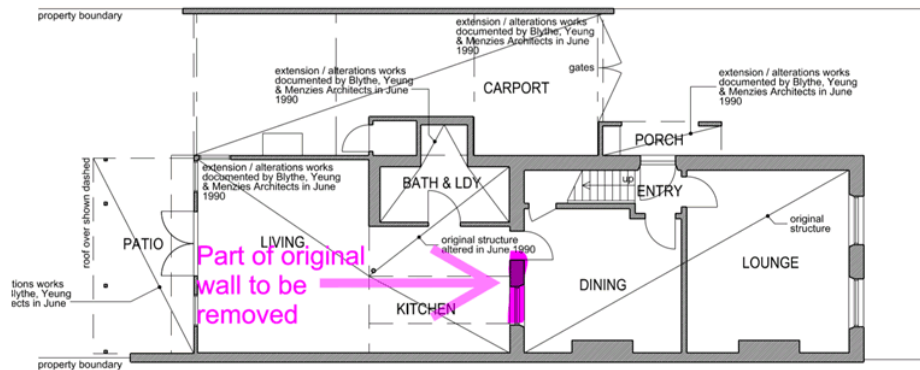 property boundary
extension / alterations works
documented by Blythe, Yeung
& Menzies Architects in June
1990
gates
extension / alterations works
documented by Blythe, Yeung
& Menzies Architects in June
1990
CARPORT
extension / alterations works
documented by Blythe, Yeung
& Menzies Architects in June
1990
PORCH
extension / alterations works
documented by Blythe, Yeung
& Menzies Architects in June
1990
BATH & LDY
up
ENTRY
roof over shown dashed
PATIO
LIVING
original structure
altered in June 1990
original
structure
LOUNGE
Part of original
wall to be
removed
DINING
KITCHEN
tions works
Blythe, Yeung
ects in June
property boundary